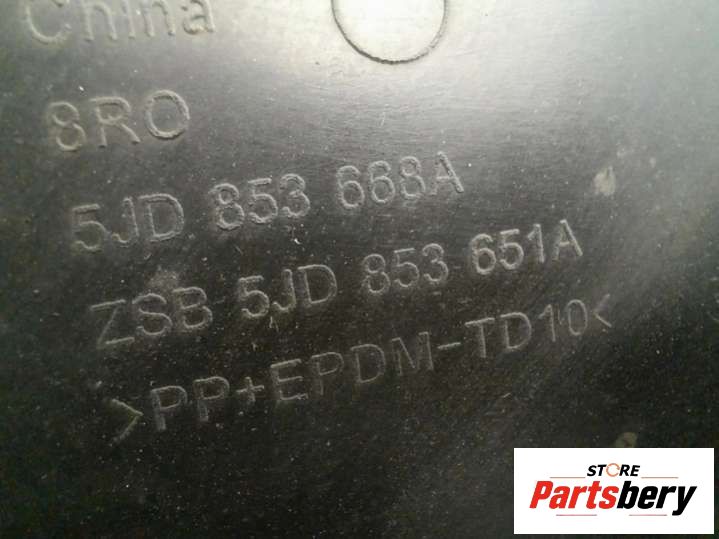 China
8RO
5JD 853 668A
ZSB 5JD 853 651A
>PP+EPDM-TD10<
STORE
Partsbery